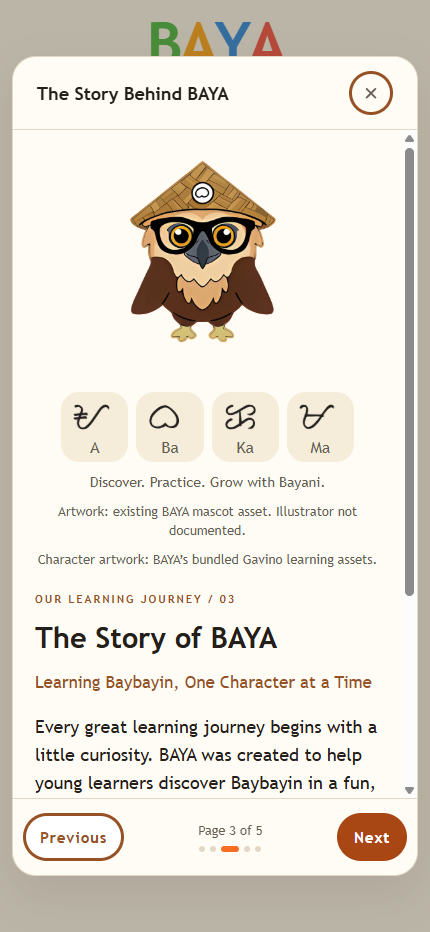 BAYA
The Story Behind BAYA
ᜀ ᜊ ᜃ ᜋ
A Ba Ka Ma
Discover. Practice. Grow with Bayani.
Artwork: existing BAYA mascot asset. Illustrator not
documented.
Character artwork: BAYA's bundled Gavino learning assets.
OUR LEARNING JOURNEY / 03
The Story of BAYA
Learning Baybayin, One Character at a Time
Every great learning journey begins with a
little curiosity. BAYA was created to help
young learners discover Baybayin in a fun,
Previous
Page 3 of 5
Next